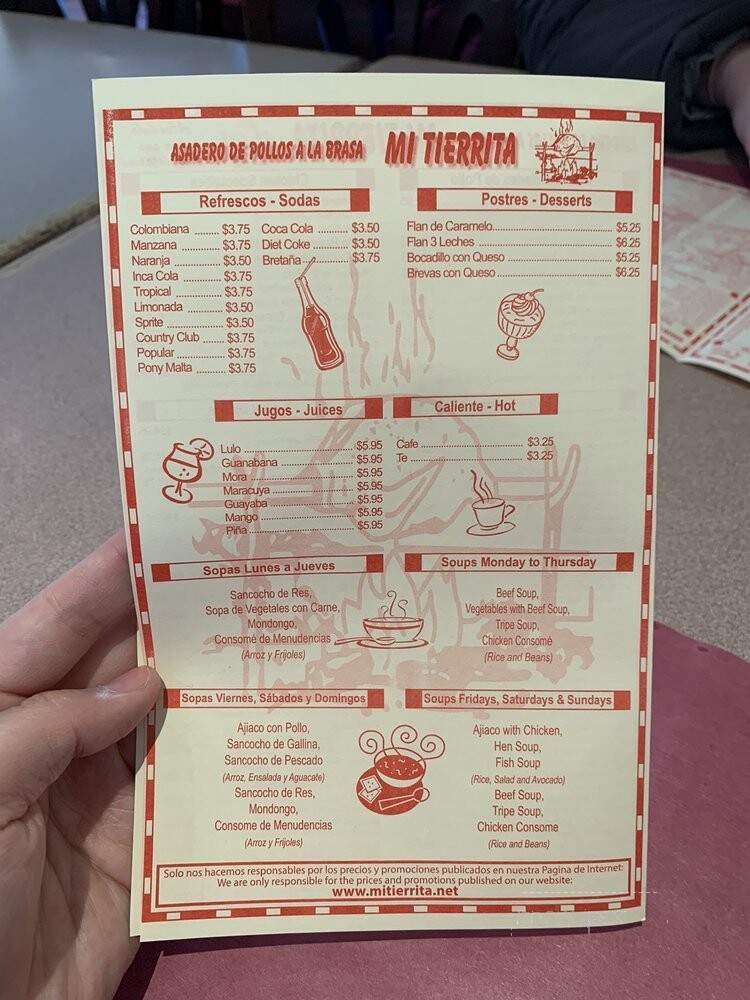 ASADERO DE POLLOS A LA BRASA MI TIERRITA
Refrescos - Sodas
Colombiana ....... $3.75
Manzana ....... $3.75
Naranja ....... $3.50
Inca Cola ....... $3.75
Tropical ....... $3.75
Limonada ....... $3.50
Sprite ....... $3.50
Country Club ...... $3.75
Popular ....... $3.75
Pony Malta ....... $3.75
Coca Cola ....... $3.50
Diet Coke ....... $3.50
Bretaña ....... $3.75
Postres - Desserts
Flan de Caramelo ....... $5.25
Flan 3 Leches ....... $6.25
Bocadillo con Queso ....... $5.25
Brevas con Queso ....... $6.25
Jugos - Juices
Lulo ....... $5.95
Guanabana ....... $5.95
Mora ....... $5.95
Maracuya ....... $5.95
Guayaba ....... $5.95
Mango ....... $5.95
Piña ....... $5.95
Caliente - Hot
Cafe ....... $3.25
Te ....... $3.25
Sopas Lunes a Jueves
Sancocho de Res,
Sopa de Vegetales con Carne,
Mondongo,
Consomé de Menudencias
(Arroz y Frijoles)
Soups Monday to Thursday
Beef Soup,
Vegetables with Beef Soup,
Tripe Soup,
Chicken Consomé
(Rice and Beans)
Sopas Viernes, Sábados y Domingos
Ajiaco con Pollo,
Sancocho de Gallina,
Sancocho de Pescado
(Arroz, Ensalada y Aguacate)
Sancocho de Res,
Mondongo,
Consome de Menudencias
(Arroz y Frijoles)
Soups Fridays, Saturdays & Sundays
Ajiaco with Chicken,
Hen Soup,
Fish Soup
(Rice, Salad and Avocado)
Beef Soup,
Tripe Soup,
Chicken Consome
(Rice and Beans)
Solo nos hacemos responsables por los precios y promociones publicados en nuestra Pagina de Internet:
We are only responsible for the prices and promotions published on our website:
www.mitierrita.net